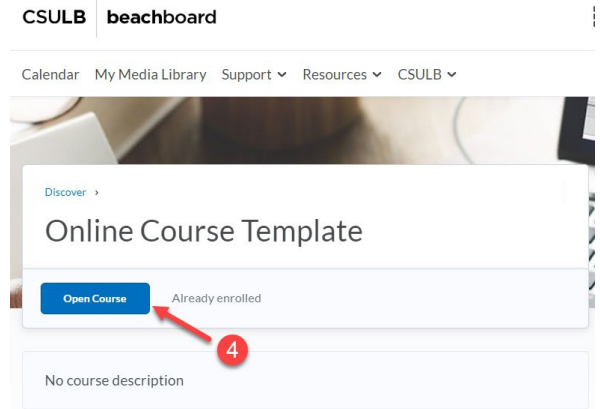 CSULB beachboard
Calendar My Media Library Support Resources CSULB
Discover ›
Online Course Template
Open Course Already enrolled
4
No course description